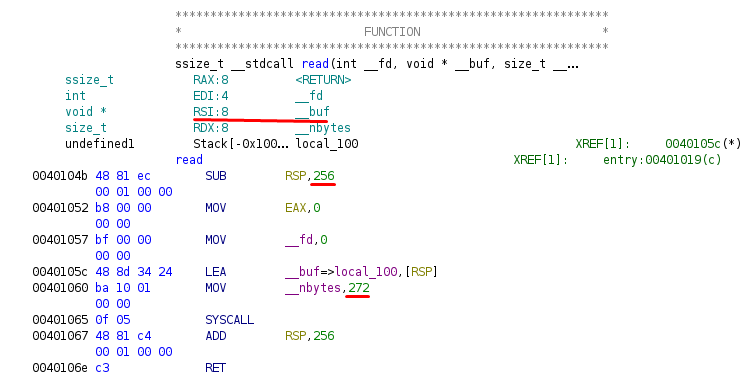 *************************************************************
* FUNCTION *
*************************************************************
ssize_t __stdcall read(int __fd, void * __buf, size_t __...
ssize_t RAX:8 <RETURN>
int EDI:4 __fd
void * RSI:8 __buf
size_t RDX:8 __nbytes
undefined1 Stack[-0x100... local_100 XREF[1]: 0040105c(*)
read XREF[1]: entry:00401019(c)
0040104b 48 81 ec SUB RSP,256
00 01 00 00
00401052 b8 00 00 MOV EAX,0
00 00
00401057 bf 00 00 MOV __fd,0
00 00
0040105c 48 8d 34 24 LEA __buf=>local_100,[RSP]
00401060 ba 10 01 MOV __nbytes,272
00 00
00401065 0f 05 SYSCALL
00401067 48 81 c4 ADD RSP,256
00 01 00 00
0040106e c3 RET